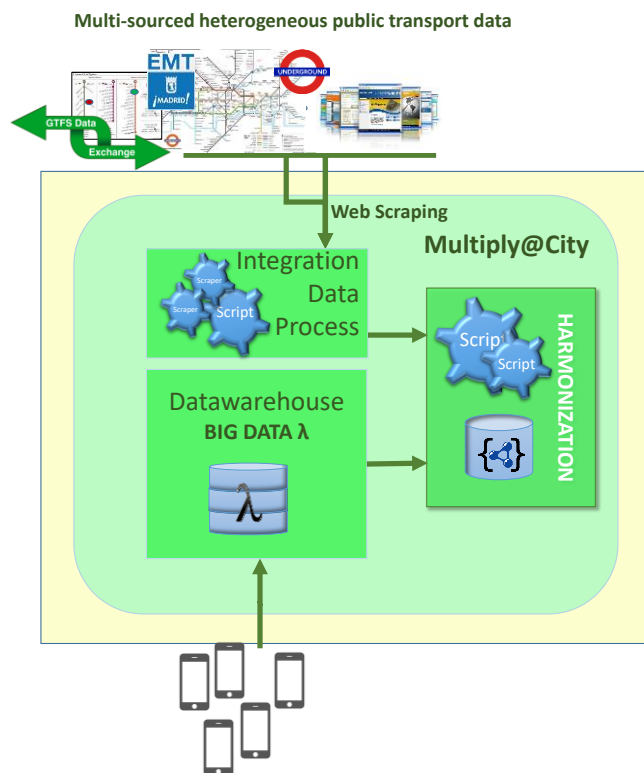 Multi-sourced heterogeneous public transport data
EMT
¡MADRID!
UNDERGROUND
GTFS Data
Exchange
Web Scraping
Multiply@City
Integration
Data
Process
Scraper
Scraper
Script
Script
Script
HARMONIZATION
Datawarehouse
BIG DATA λ
λ
{ }